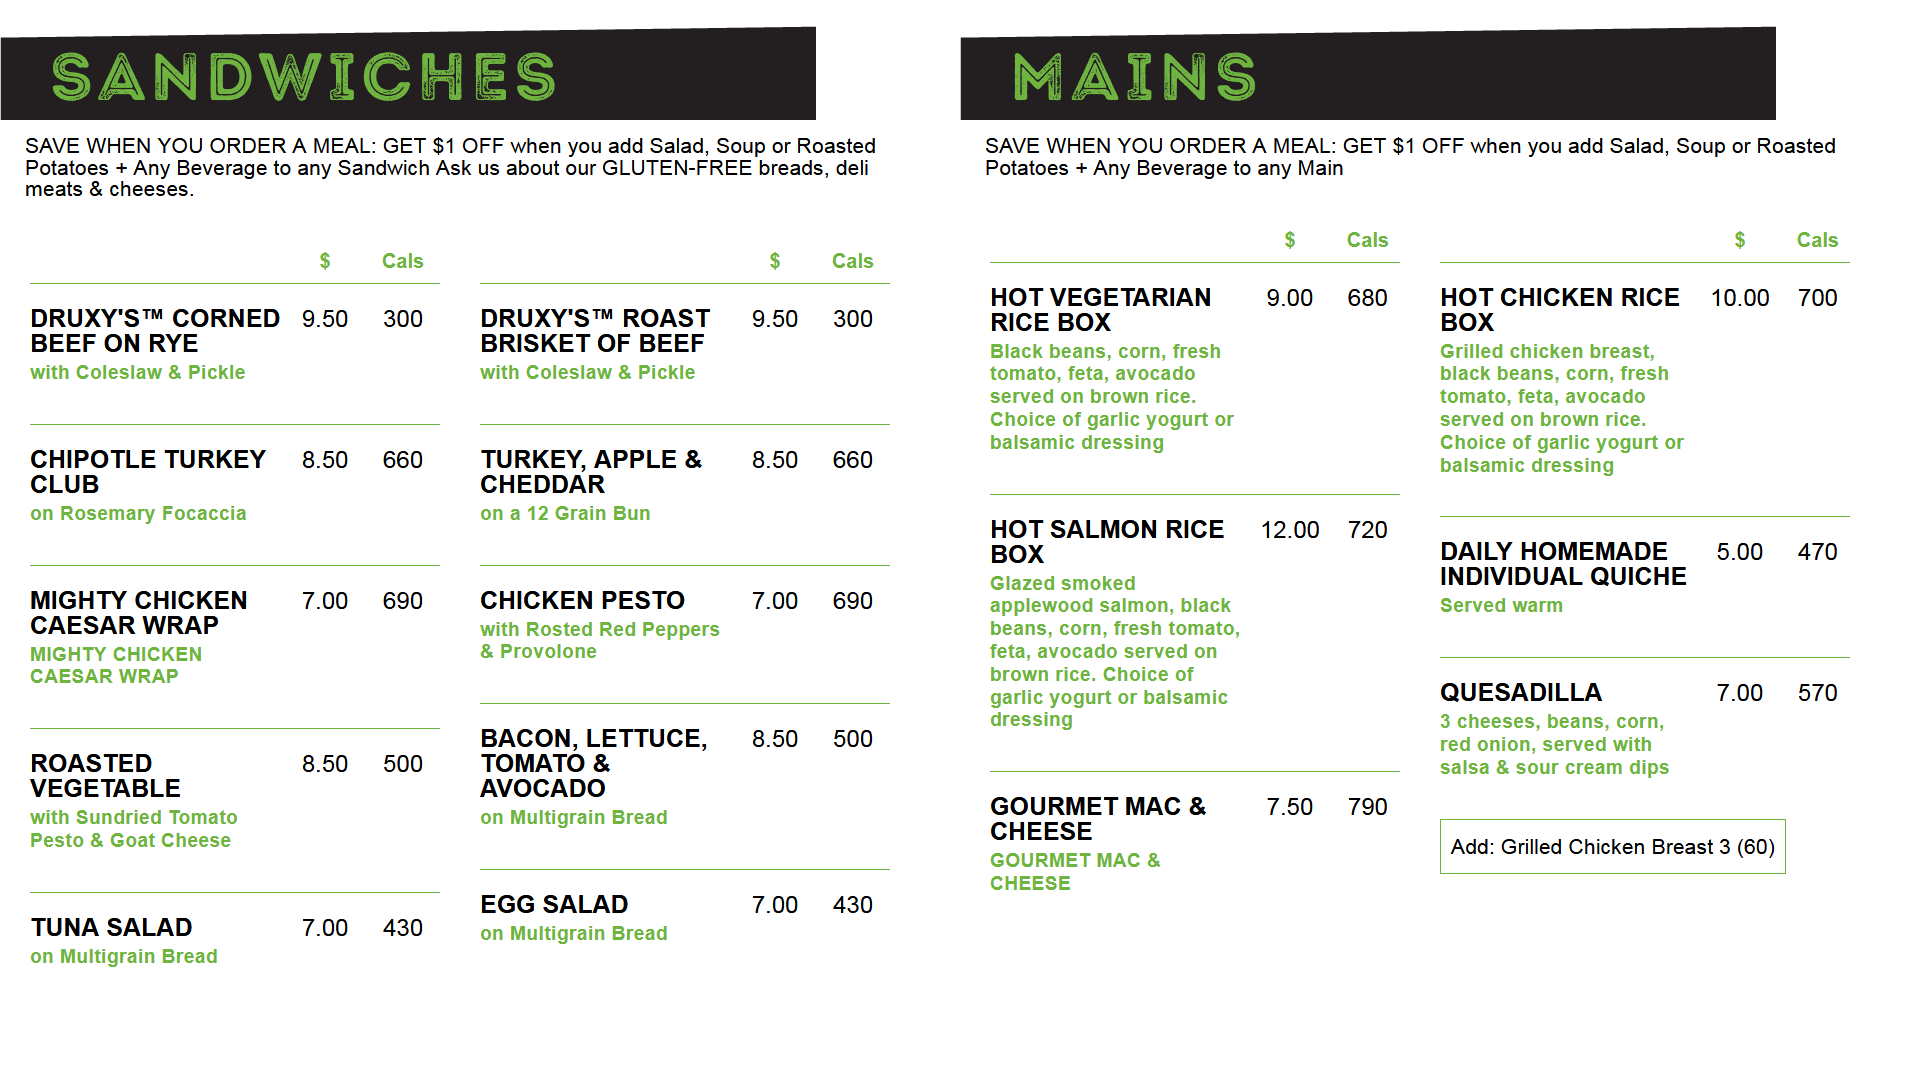 SANDWICHES
SAVE WHEN YOU ORDER A MEAL: GET $1 OFF when you add Salad, Soup or Roasted
Potatoes + Any Beverage to any Sandwich Ask us about our GLUTEN-FREE breads, deli
meats & cheeses.
$ Cals
DRUXY'S™ CORNED 9.50 300
BEEF ON RYE
with Coleslaw & Pickle
CHIPOTLE TURKEY 8.50 660
CLUB
on Rosemary Focaccia
MIGHTY CHICKEN 7.00 690
CAESAR WRAP
MIGHTY CHICKEN
CAESAR WRAP
ROASTED 8.50 500
VEGETABLE
with Sundried Tomato
Pesto & Goat Cheese
TUNA SALAD 7.00 430
on Multigrain Bread
$ Cals
DRUXY'S™ ROAST 9.50 300
BRISKET OF BEEF
with Coleslaw & Pickle
TURKEY, APPLE & 8.50 660
CHEDDAR
on a 12 Grain Bun
CHICKEN PESTO 7.00 690
with Rosted Red Peppers
& Provolone
BACON, LETTUCE, 8.50 500
TOMATO &
AVOCADO
on Multigrain Bread
EGG SALAD 7.00 430
on Multigrain Bread
MAINS
SAVE WHEN YOU ORDER A MEAL: GET $1 OFF when you add Salad, Soup or Roasted
Potatoes + Any Beverage to any Main
$ Cals
HOT VEGETARIAN 9.00 680
RICE BOX
Black beans, corn, fresh
tomato, feta, avocado
served on brown rice.
Choice of garlic yogurt or
balsamic dressing
HOT SALMON RICE 12.00 720
BOX
Glazed smoked
applewood salmon, black
beans, corn, fresh tomato,
feta, avocado served on
brown rice. Choice of
garlic yogurt or balsamic
dressing
GOURMET MAC & 7.50 790
CHEESE
GOURMET MAC &
CHEESE
$ Cals
HOT CHICKEN RICE 10.00 700
BOX
Grilled chicken breast,
black beans, corn, fresh
tomato, feta, avocado
served on brown rice.
Choice of garlic yogurt or
balsamic dressing
DAILY HOMEMADE 5.00 470
INDIVIDUAL QUICHE
Served warm
QUESADILLA 7.00 570
3 cheeses, beans, corn,
red onion, served with
salsa & sour cream dips
Add: Grilled Chicken Breast 3 (60)